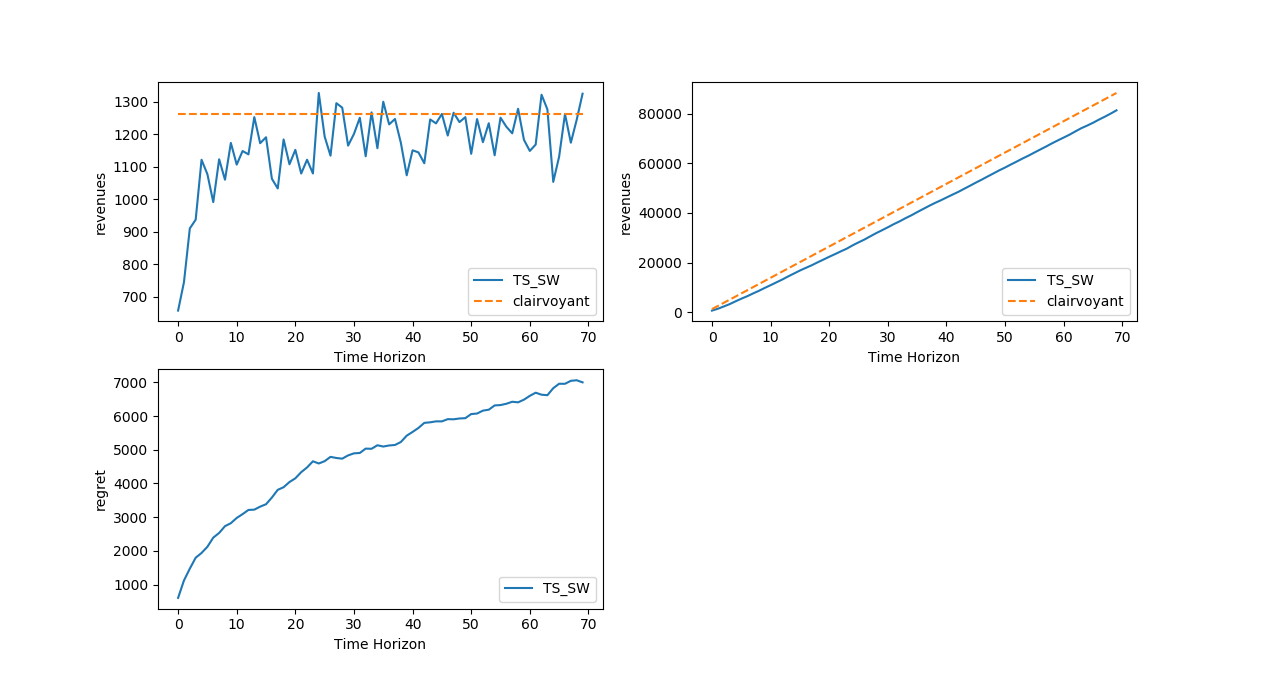 1300
1200
1100
1000
900
800
700
revenues
0 10 20 30 40 50 60 70
Time Horizon
TS_SW
clairvoyant
80000
60000
40000
20000
0
revenues
0 10 20 30 40 50 60 70
Time Horizon
TS_SW
clairvoyant
7000
6000
5000
4000
3000
2000
1000
regret
0 10 20 30 40 50 60 70
Time Horizon
TS_SW